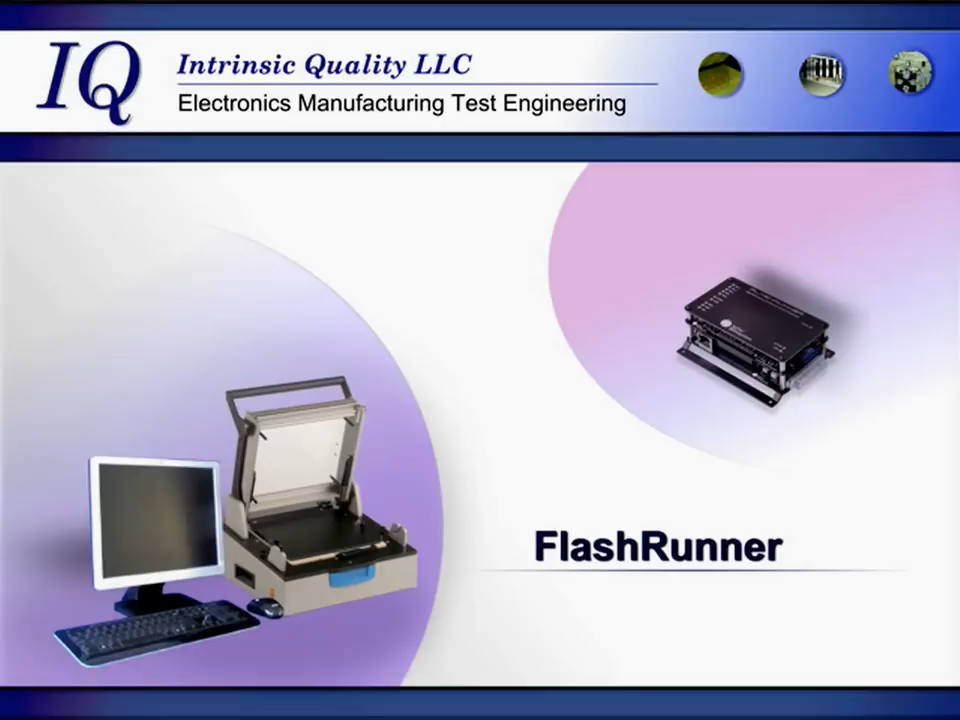 IQ
Intrinsic Quality LLC
Electronics Manufacturing Test Engineering
FlashRunner